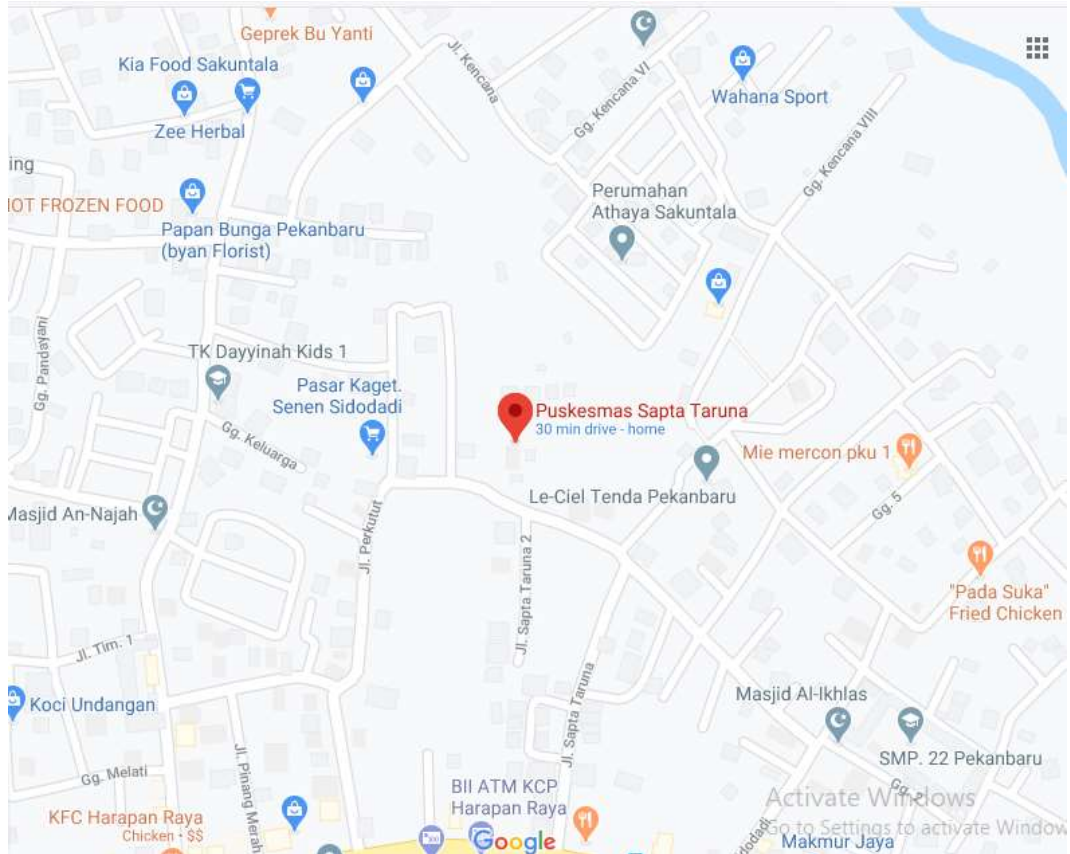 Geprek Bu Yanti
Kia Food Sakuntala
Zee Herbal
Jl. Kencana
Gg. Kencana VI
Wahana Sport
Gg. Kencana VIII
ing
OT FROZEN FOOD
Papan Bunga Pekanbaru
(byan Florist)
Perumahan
Athaya Sakuntala
Gg. Pandayani
TK Dayyinah Kids 1
Pasar Kaget.
Senen Sidodadi
Gg. Keluarga
Puskesmas Sapta Taruna
30 min drive - home
Mie mercon pku 1
Le-Ciel Tenda Pekanbaru
Gg. 5
Masjid An-Najah
Jl. Perkutut
Jl. Sapta Taruna 2
"Pada Suka"
Fried Chicken
Jl. Tim. 1
Koci Undangan
Jl. Sapta Taruna
Masjid Al-Ikhlas
SMP. 22 Pekanbaru
Gg. Melati
Jl. Pinang Merah
BII ATM KCP
Harapan Raya
KFC Harapan Raya
Chicken · $$
Google
Activate Windows
Go to Settings to activate Window
Makmur Jaya